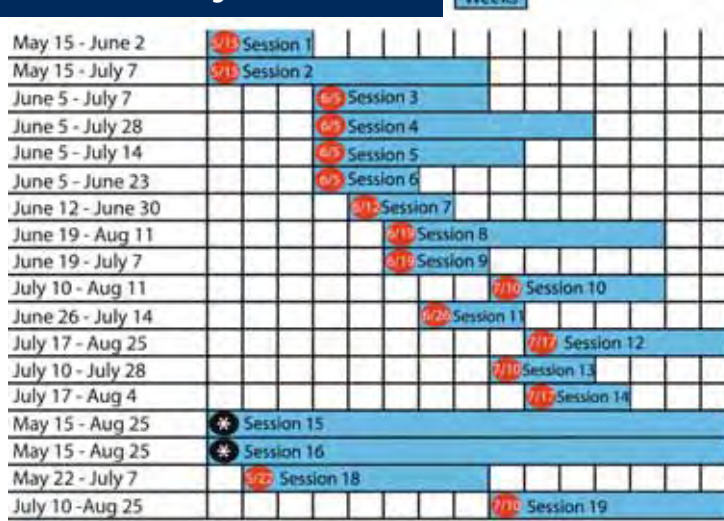 Weeks
May 15 - June 2 5/15 Session 1
May 15 - July 7 5/15 Session 2
June 5 - July 7 6/5 Session 3
June 5 - July 28 6/5 Session 4
June 5 - July 14 6/5 Session 5
June 5 - June 23 6/5 Session 6
June 12 - June 30 6/12 Session 7
June 19 - Aug 11 6/19 Session 8
June 19 - July 7 6/19 Session 9
July 10 - Aug 11 7/10 Session 10
June 26 - July 14 6/26 Session 11
July 17 - Aug 25 7/17 Session 12
July 10 - July 28 7/10 Session 13
July 17 - Aug 4 7/17 Session 14
May 15 - Aug 25 * Session 15
May 15 - Aug 25 * Session 16
May 22 - July 7 5/22 Session 18
July 10 -Aug 25 7/10 Session 19